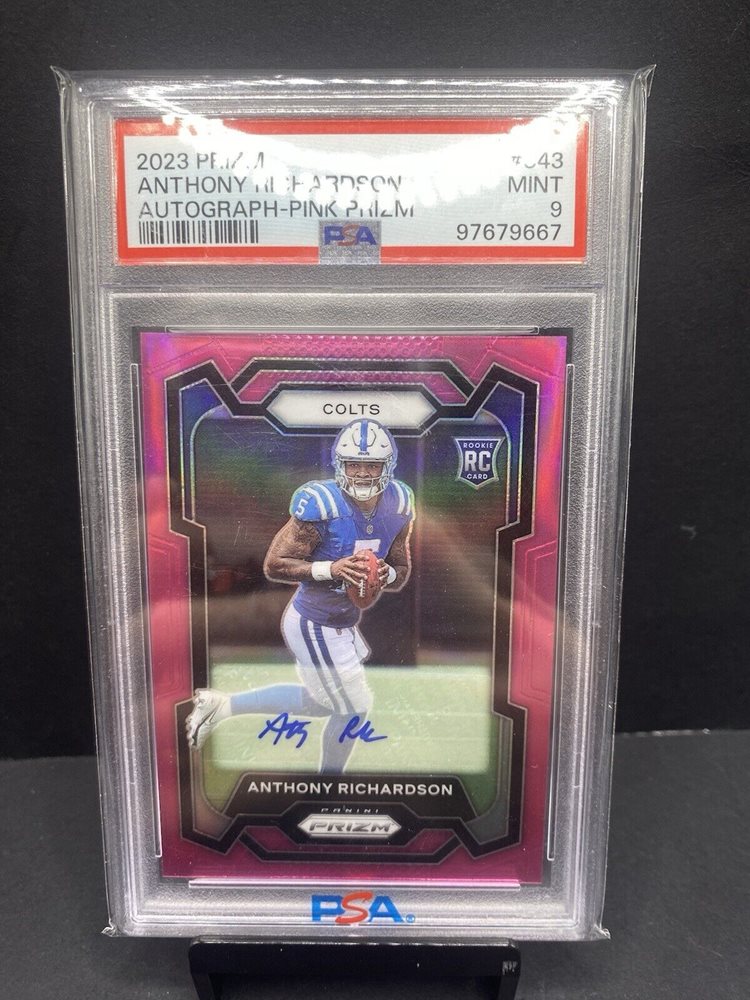 2023 PRIZM
ANTHONY RICHARDSON
MINT
AUTOGRAPH-PINK PRIZM
9
PSA
97679667
COLTS
ROOKIE
RC
CARD
5
ANTHONY RICHARDSON
PANINI
PRIZM
PSA